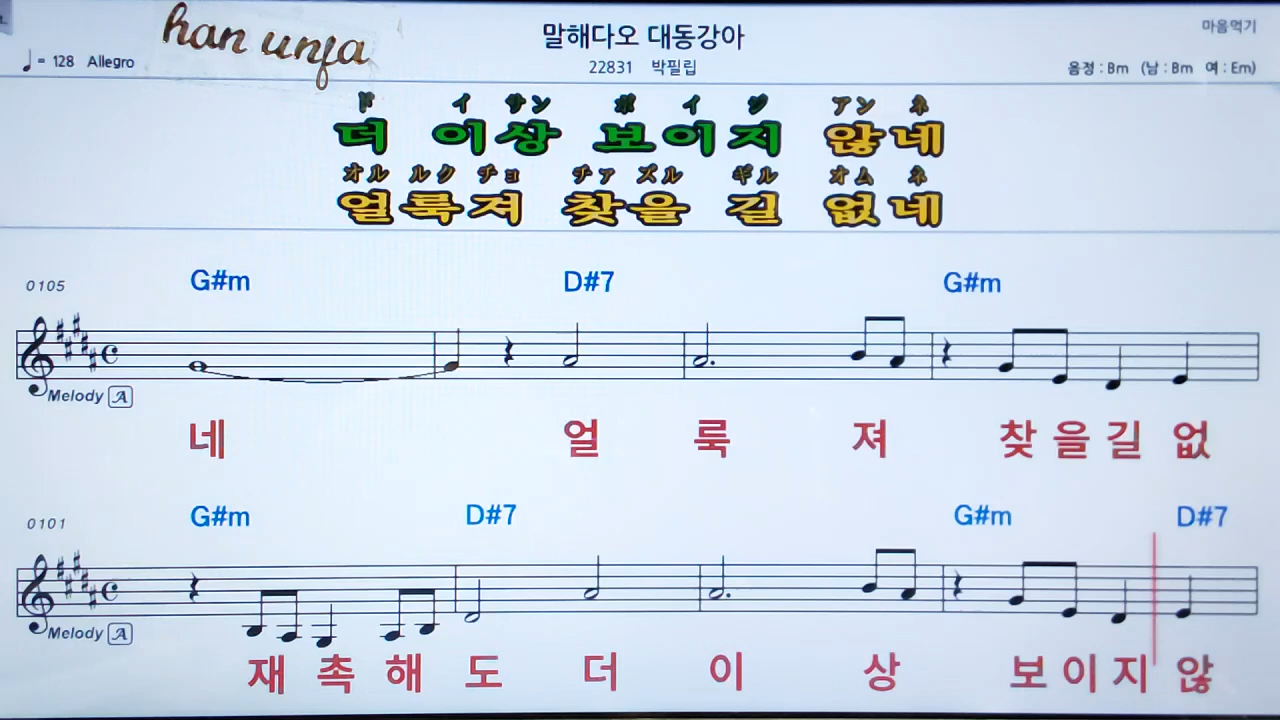 han unja
말해다오 대동강아
마음먹기
♩ = 128 Allegro
22831 박필립
음정 : Bm (남 : Bm 여 : Em)
ド イ サン ボ イ ジ アン ネ
더 이상 보이지 않네
オル ルク チョ チァ ズル ギル オム ネ
얼룩져 찾을 길 없네
0105 G#m D#7 G#m
Melody A
네 얼 룩 져 찾 을 길 없
0101 G#m D#7 G#m D#7
Melody A
재 촉 해 도 더 이 상 보 이 지 않